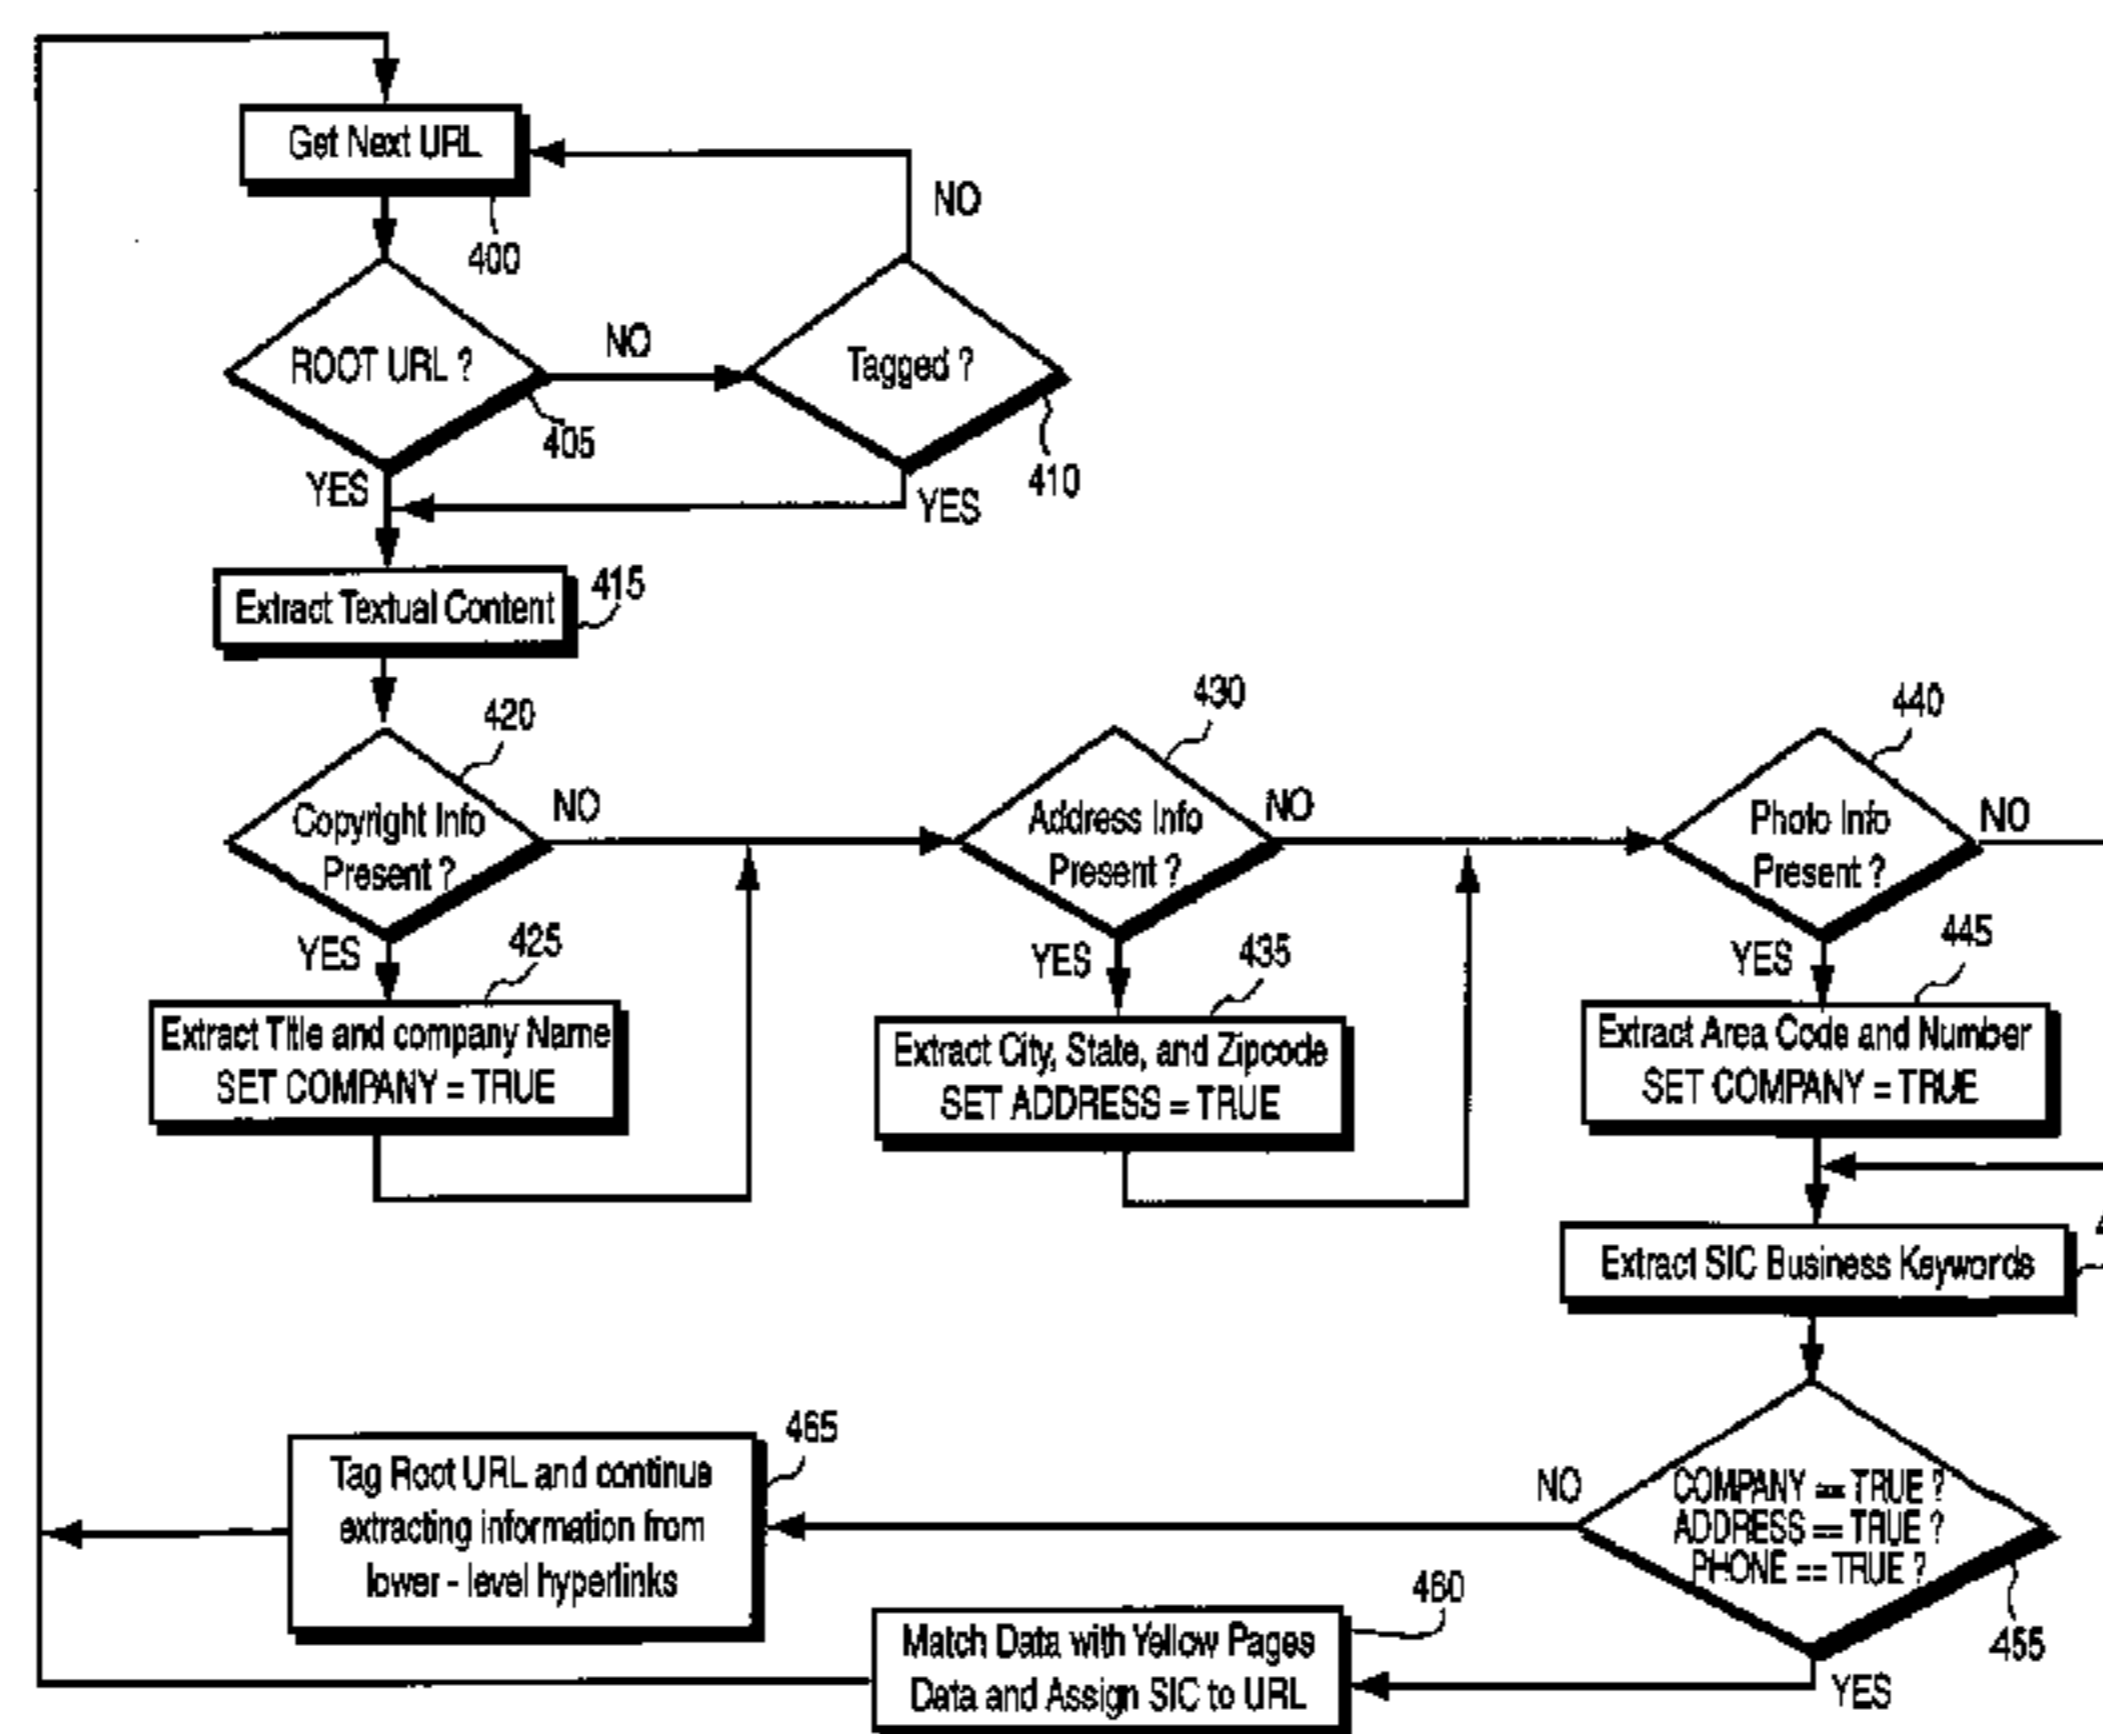 Get Next URL
400
NO
ROOT URL ?
NO
Tagged ?
405
410
YES
YES
Extract Textual Content
415
420
430
440
Copyright Info
Present ?
NO
Address Info
Present ?
NO
Photo Info
Present ?
NO
YES
425
YES
435
YES
445
Extract Title and company Name
SET COMPANY = TRUE
Extract City, State, and Zipcode
SET ADDRESS = TRUE
Extract Area Code and Number
SET COMPANY = TRUE
Extract SIC Business Keywords
465
Tag Root URL and continue
extracting information from
lower - level hyperlinks
NO
COMPANY == TRUE ?
ADDRESS == TRUE ?
PHONE == TRUE ?
455
460
Match Data with Yellow Pages
Data and Assign SIC to URL
YES